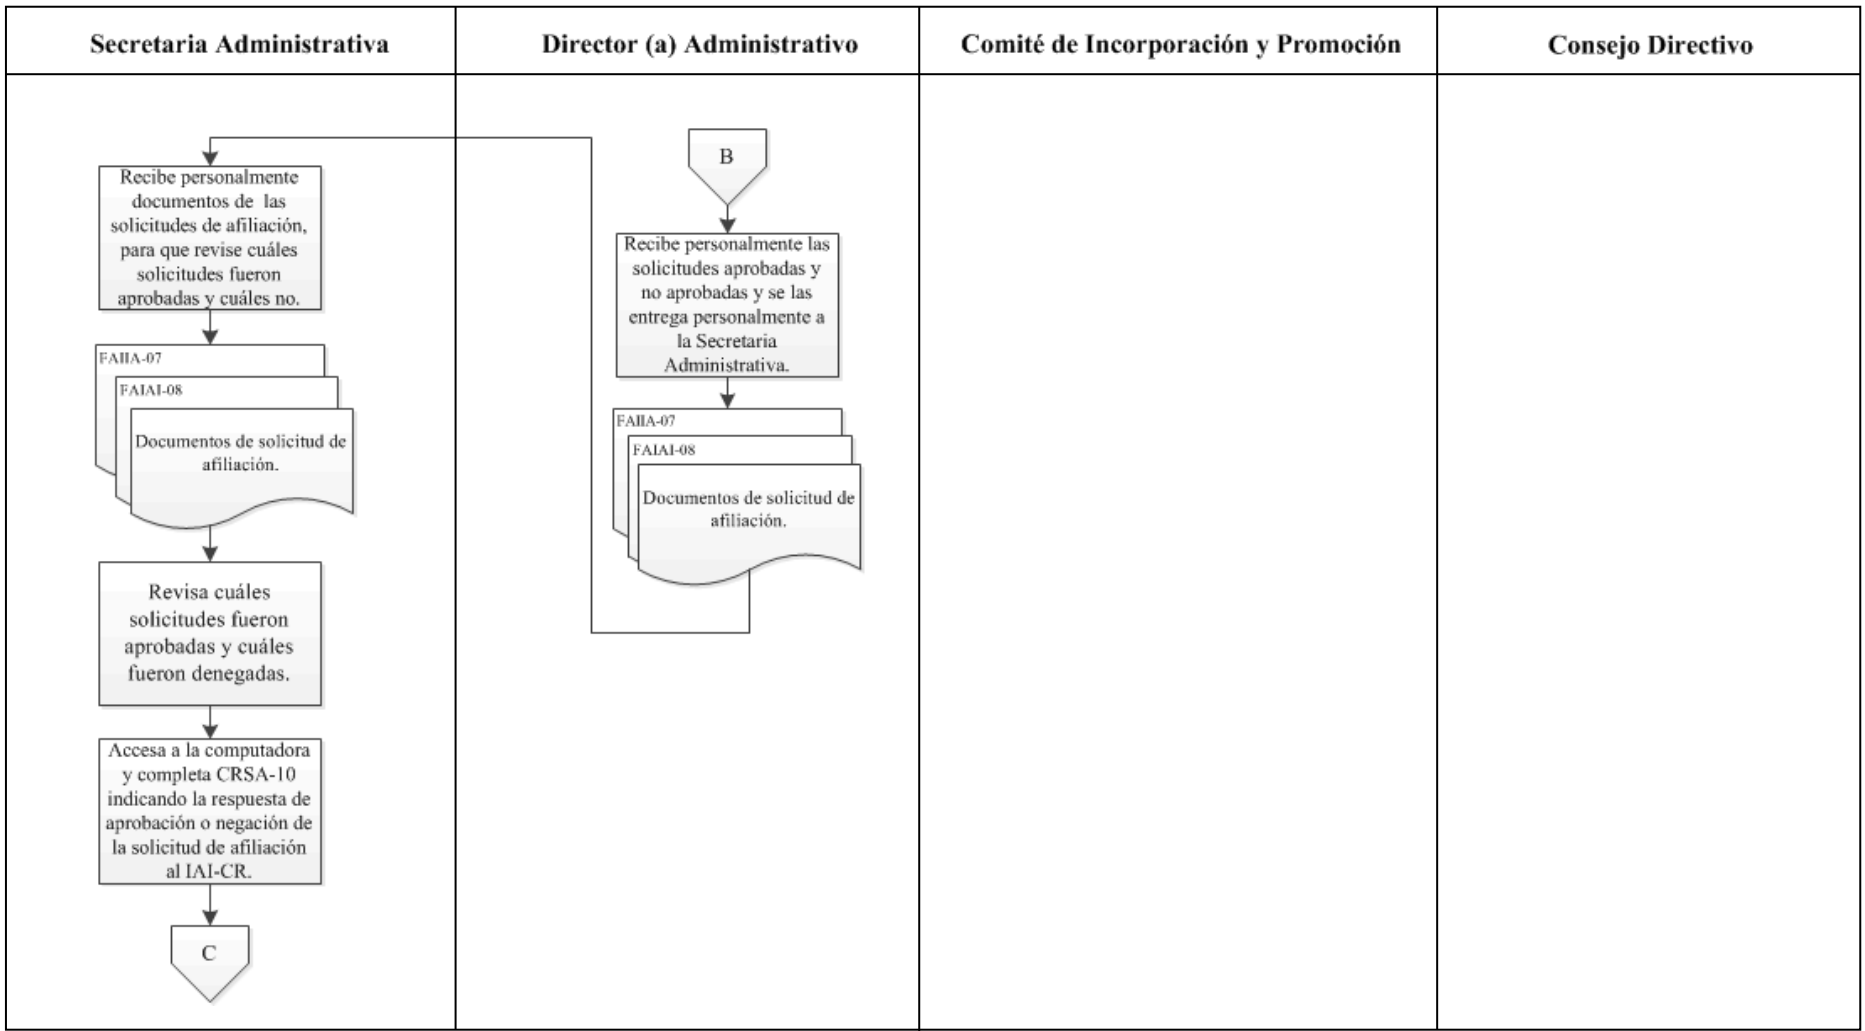 Secretaria Administrativa
Director (a) Administrativo
Comité de Incorporación y Promoción
Consejo Directivo
B
Recibe personalmente las
solicitudes aprobadas y
no aprobadas y se las
entrega personalmente a
la Secretaria
Administrativa.
FAIIA-07
FAIAI-08
Documentos de solicitud de
afiliación.
Recibe personalmente
documentos de las
solicitudes de afiliación,
para que revise cuáles
solicitudes fueron
aprobadas y cuáles no.
FAIIA-07
FAIAI-08
Documentos de solicitud de
afiliación.
Revisa cuáles
solicitudes fueron
aprobadas y cuáles
fueron denegadas.
Accesa a la computadora
y completa CRSA-10
indicando la respuesta de
aprobación o negación de
la solicitud de afiliación
al IAI-CR.
C